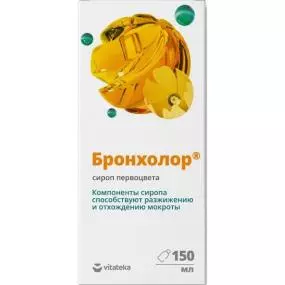 Бронхолор®
сироп первоцвета
Компоненты сиропа
способствуют разжижению
и отхождению мокроты
vitateka
150
мл